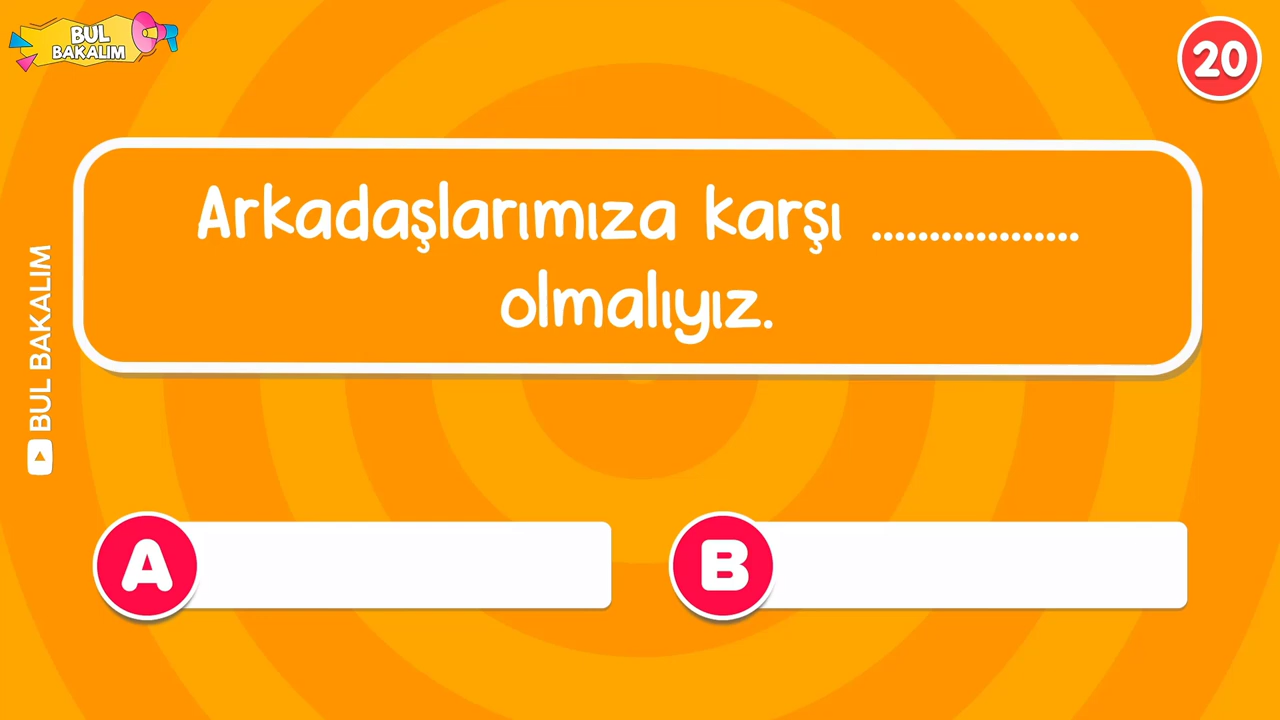 BUL
BAKALIM
20
Arkadaşlarımıza karşı ..................
olmalıyız.
BUL BAKALIM
A
B